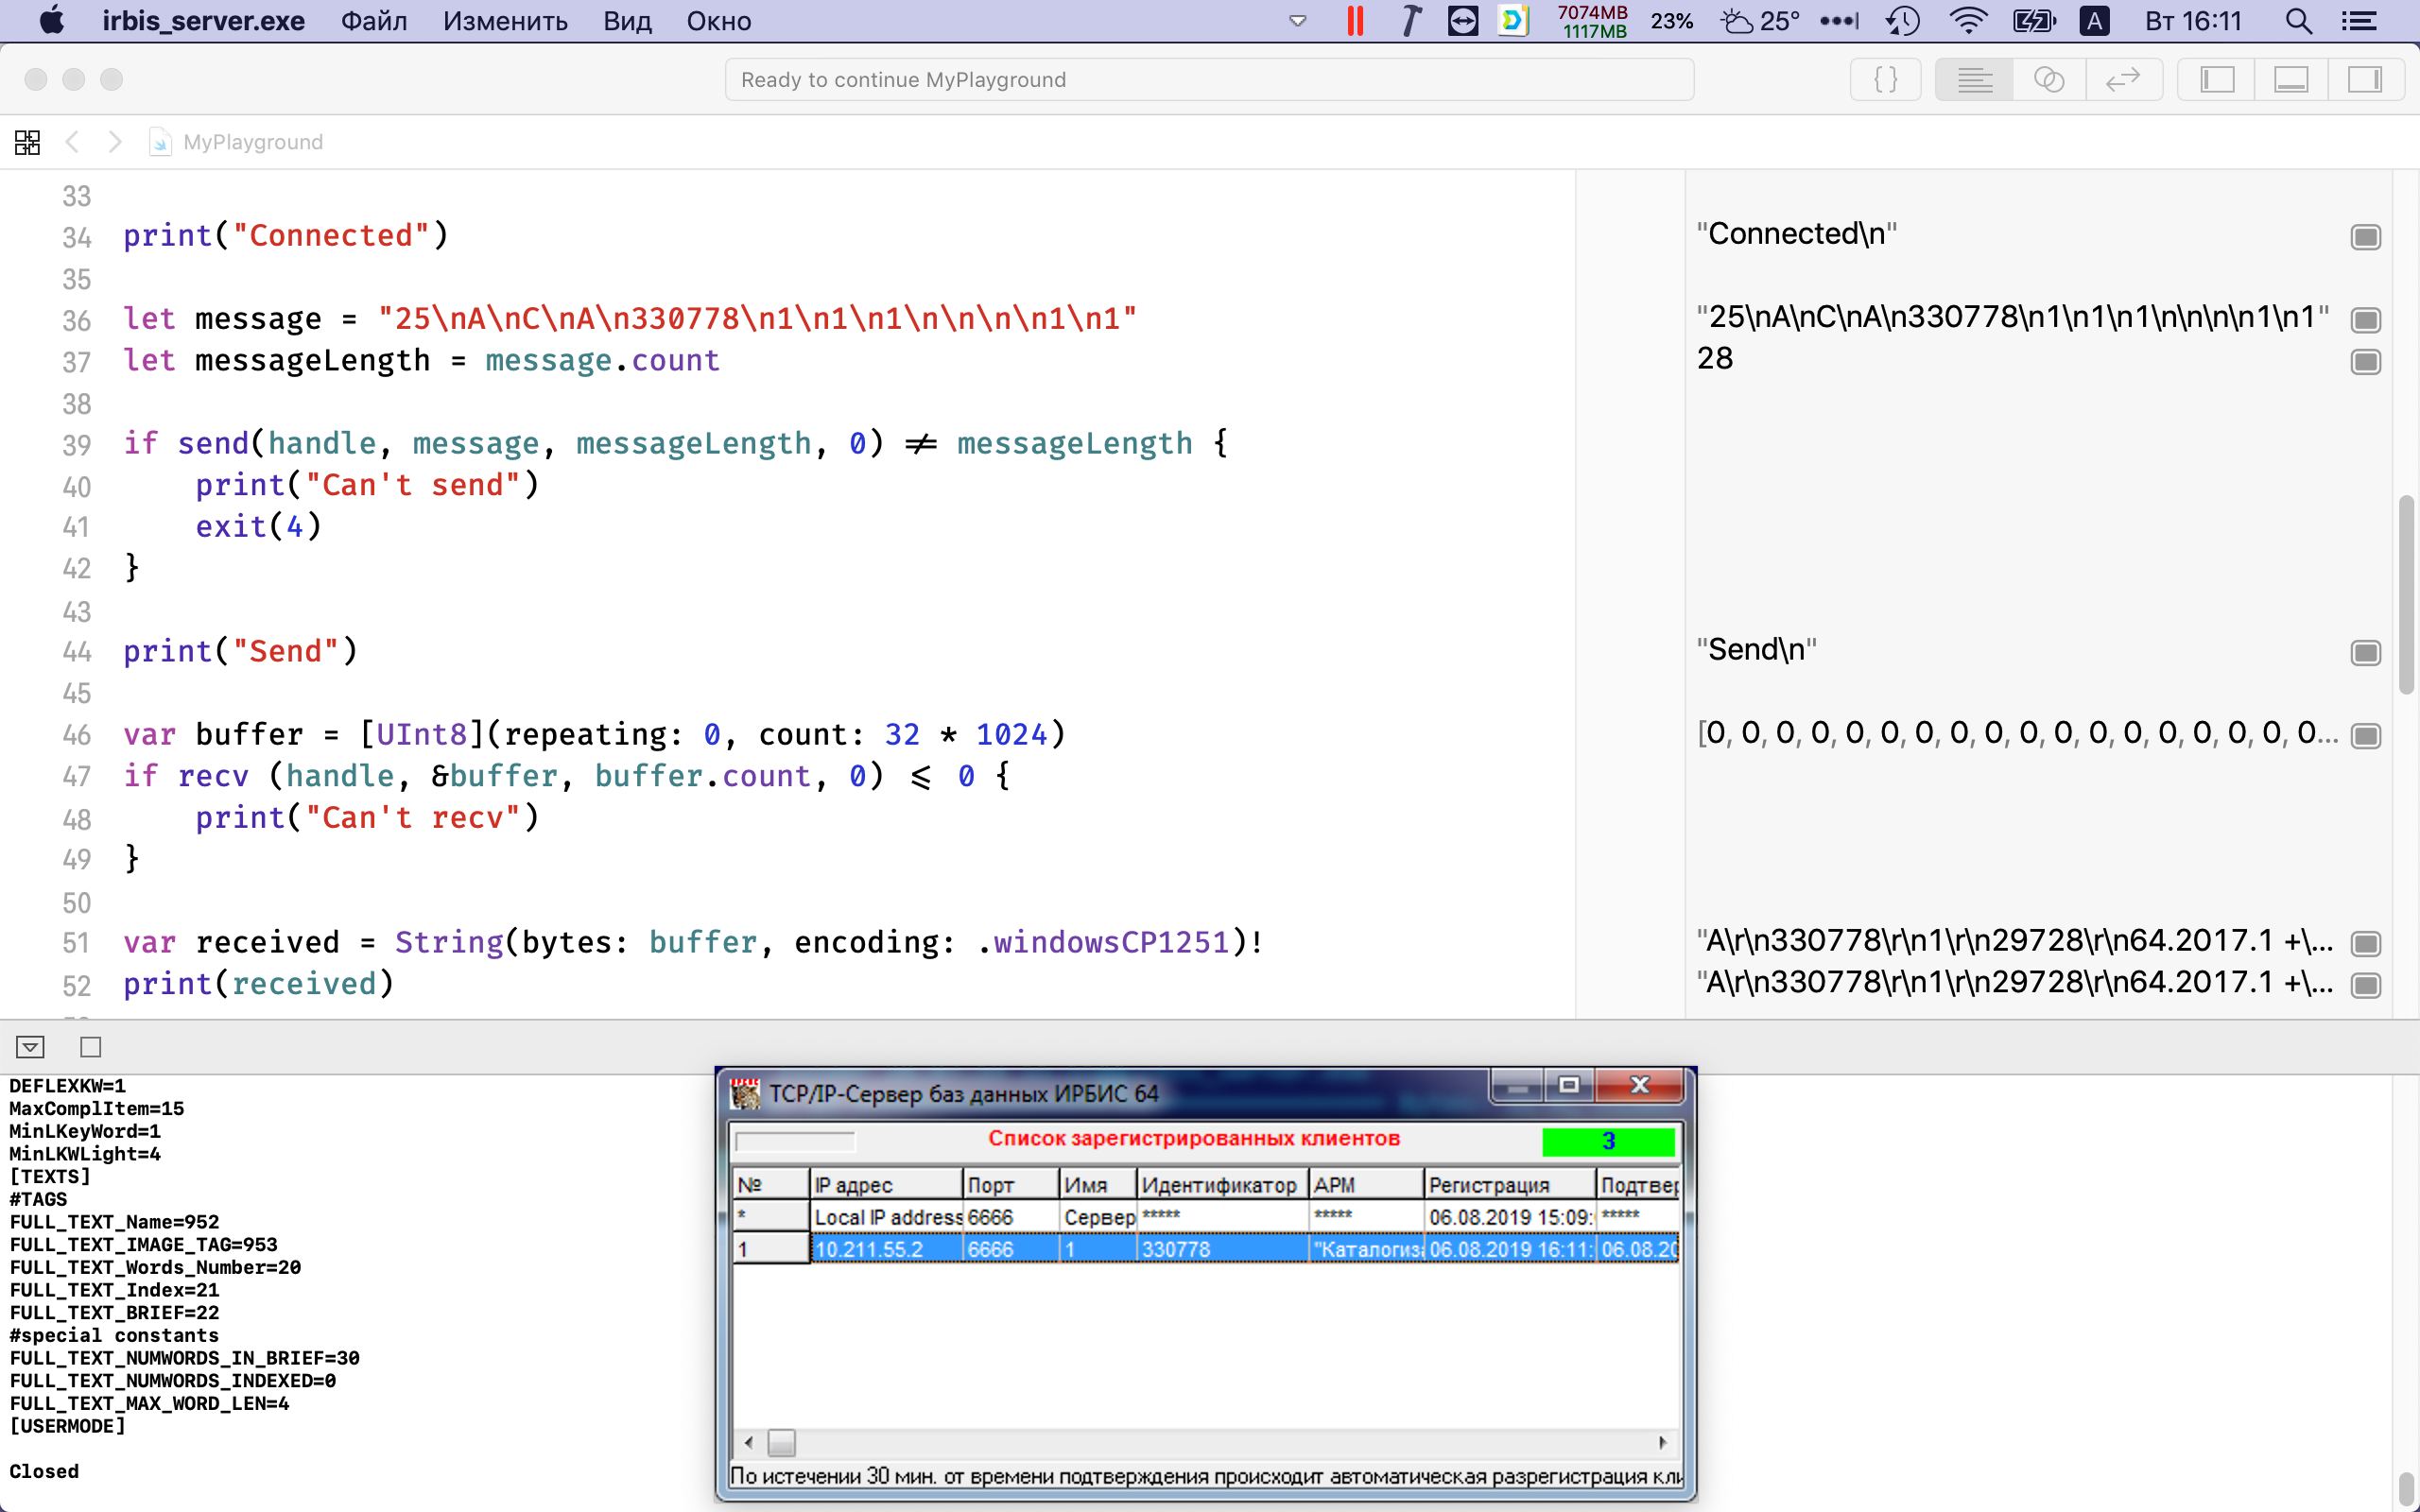 irbis_server.exe Файл Изменить Вид Окно 7074MB 1117MB 23% 25° A Вт 16:11
Ready to continue MyPlayground
{ }
MyPlayground
33
34 print("Connected")
"Connected\n"
35
36 let message = "25\nA\nC\nA\n330778\n1\n1\n1\n\n\n\n1\n1"
"25\nA\nC\nA\n330778\n1\n1\n1\n\n\n\n1\n1"
37 let messageLength = message.count
28
38
39 if send(handle, message, messageLength, 0) ≠ messageLength {
40 print("Can't send")
41 exit(4)
42 }
43
44 print("Send")
"Send\n"
45
46 var buffer = [UInt8](repeating: 0, count: 32 * 1024)
[0, 0, 0, 0, 0, 0, 0, 0, 0, 0, 0, 0, 0, 0, 0, 0, 0, 0...
47 if recv (handle, &buffer, buffer.count, 0) ⩽ 0 {
48 print("Can't recv")
49 }
50
51 var received = String(bytes: buffer, encoding: .windowsCP1251)!
"A\r\n330778\r\n1\r\n29728\r\n64.2017.1 +\...
52 print(received)
"A\r\n330778\r\n1\r\n29728\r\n64.2017.1 +\...
DEFLEXKW=1
MaxComplItem=15
MinLKeyWord=1
MinLKWLight=4
[TEXTS]
#TAGS
FULL_TEXT_Name=952
FULL_TEXT_IMAGE_TAG=953
FULL_TEXT_Words_Number=20
FULL_TEXT_Index=21
FULL_TEXT_BRIEF=22
#special constants
FULL_TEXT_NUMWORDS_IN_BRIEF=30
FULL_TEXT_NUMWORDS_INDEXED=0
FULL_TEXT_MAX_WORD_LEN=4
[USERMODE]
Closed
TCP/IP-Сервер баз данных ИРБИС 64
Список зарегистрированных клиентов 3
№ IP адрес Порт Имя Идентификатор АРМ Регистрация Подтвер
* Local IP address 6666 Сервер ***** ***** 06.08.2019 15:09: *****
1 10.211.55.2 6666 1 330778 "Каталогиза 06.08.2019 16:11: 06.08.20
По истечении 30 мин. от времени подтверждения происходит автоматическая разрегистрация кли